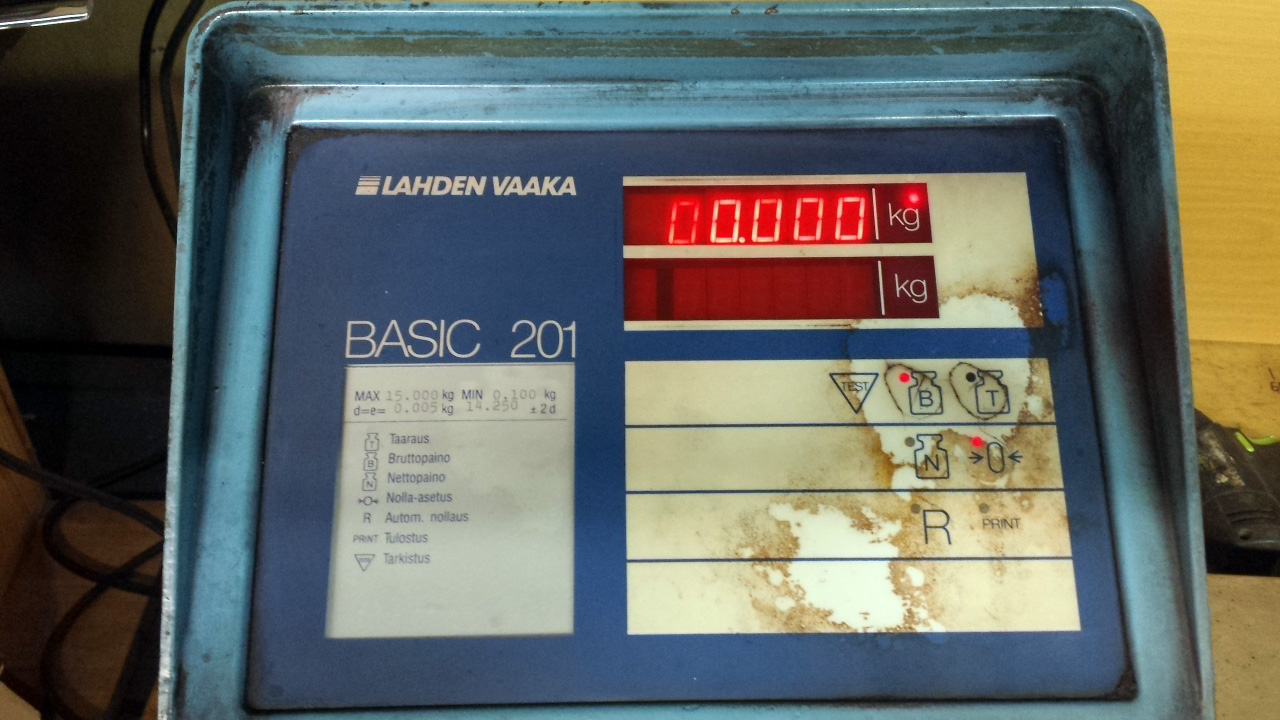 LAHDEN VAAKA
00.000 kg
kg
BASIC 201
MAX 15.000 kg MIN 0.100 kg
d=e= 0.005 kg 14.250 ±2d
T Taaraus
B Bruttopaino
N Nettopaino
→O← Nolla-asetus
R Autom. nollaus
PRINT Tulostus
Tarkistus
TEST B T
N →0←
R PRINT